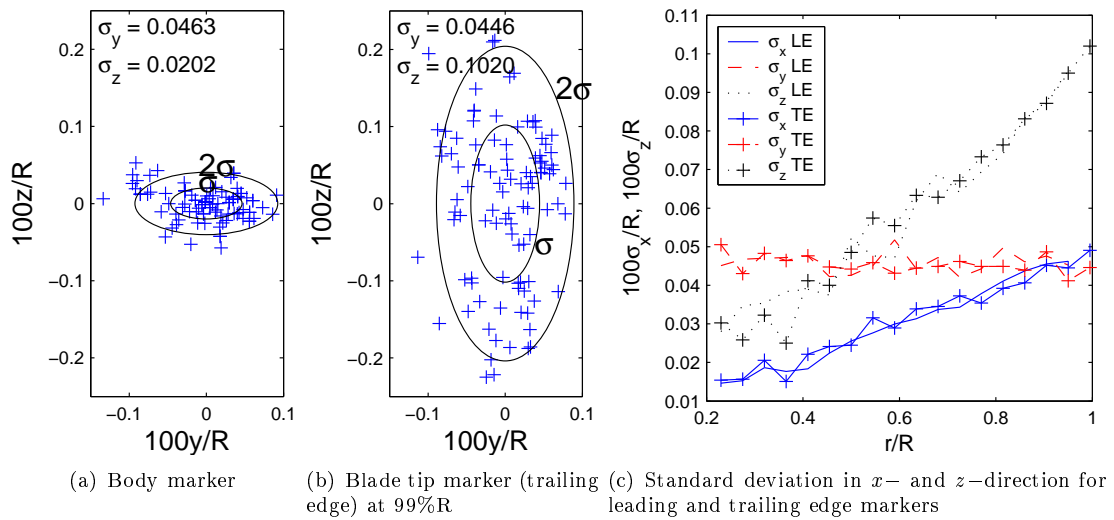 σy = 0.0463
σz = 0.0202
2σ
σ
0.2
0.1
0
−0.1
−0.2
−0.1 0 0.1
100z/R
100y/R
(a) Body marker
σy = 0.0446
σz = 0.1020
2σ
σ
0.2
0.1
0
−0.1
−0.2
−0.1 0 0.1
100z/R
100y/R
(b) Blade tip marker (trailing
edge) at 99%R
σx LE
σy LE
σz LE
σx TE
σy TE
σz TE
0.11
0.1
0.09
0.08
0.07
0.06
0.05
0.04
0.03
0.02
0.01
0.2 0.4 0.6 0.8 1
100σx/R, 100σz/R
r/R
(c) Standard deviation in x− and z−direction for
leading and trailing edge markers